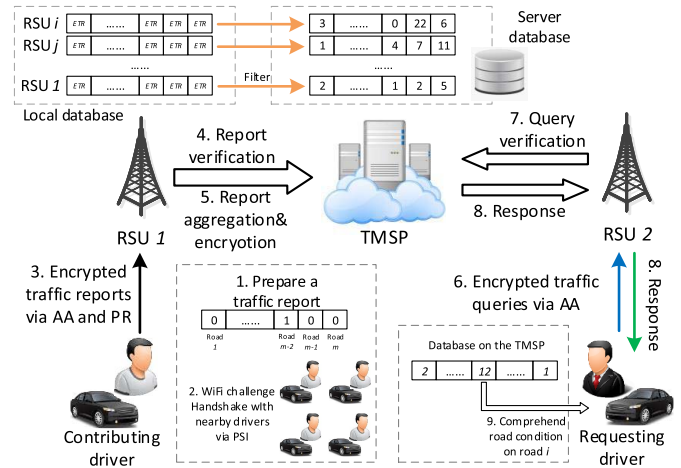 RSU i ETR ...... ETR ETR ETR 3 ...... 0 22 6 Server
RSU j ETR ...... ETR ETR ETR 1 ...... 4 7 11 database
...... ......
RSU 1 ETR ...... ETR ETR ETR Filter 2 ...... 1 2 5
Local database
4. Report
verification
5. Report
aggregation&
encryotion
7. Query
verification
8. Response
RSU 1
TMSP
RSU 2
3. Encrypted
traffic reports
via AA and PR
1. Prepare a
traffic report
0 ...... 1 0 0
Road Road Road Road
1 m-2 m-1 m
2. WiFi challenge
Handshake with
nearby drivers
via PSI
6. Encrypted traffic
queries via AA
8. Response
Database on the TMSP
2 ...... 12 ...... 1
9. Comprehend
road condition
on road i
Contributing
driver
Requesting
driver